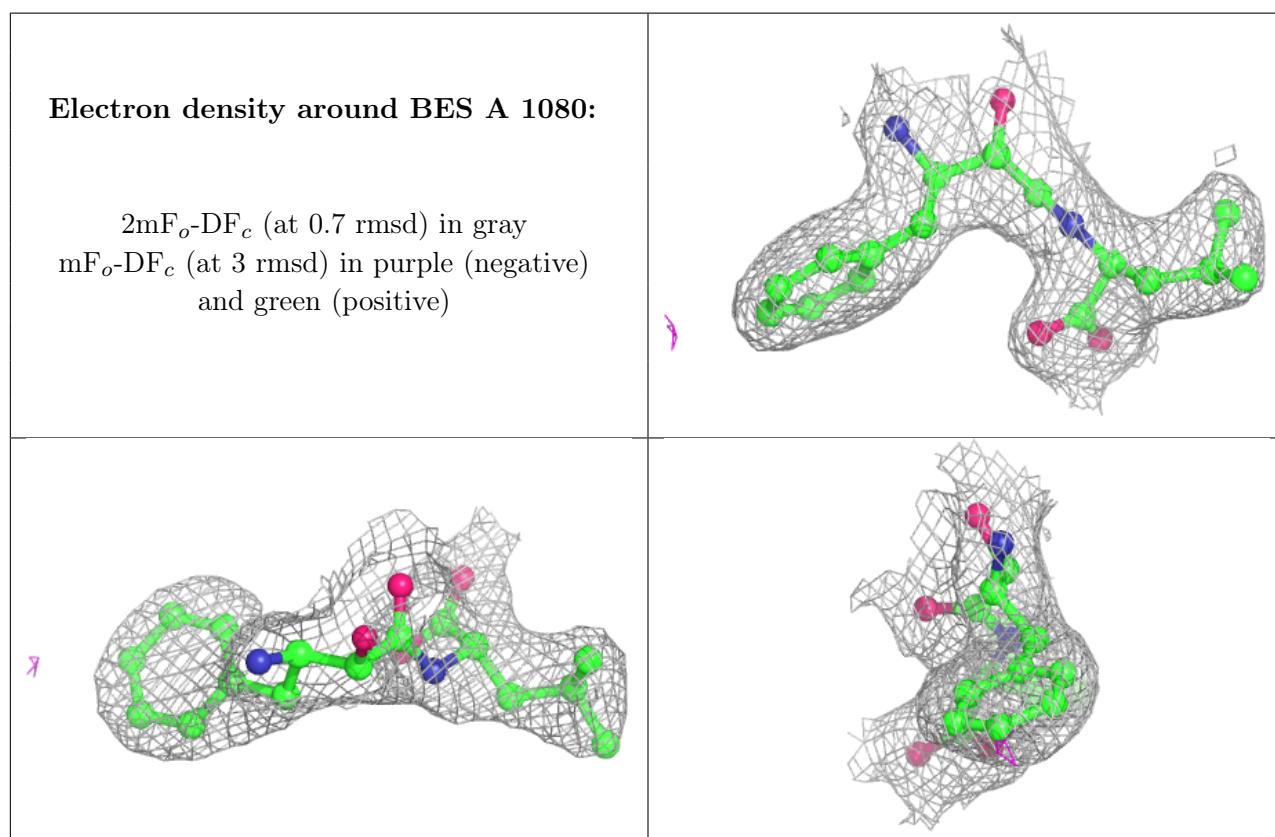 Electron density around BES A 1080:
2mFo-DFc (at 0.7 rmsd) in gray
mFo-DFc (at 3 rmsd) in purple (negative)
and green (positive)